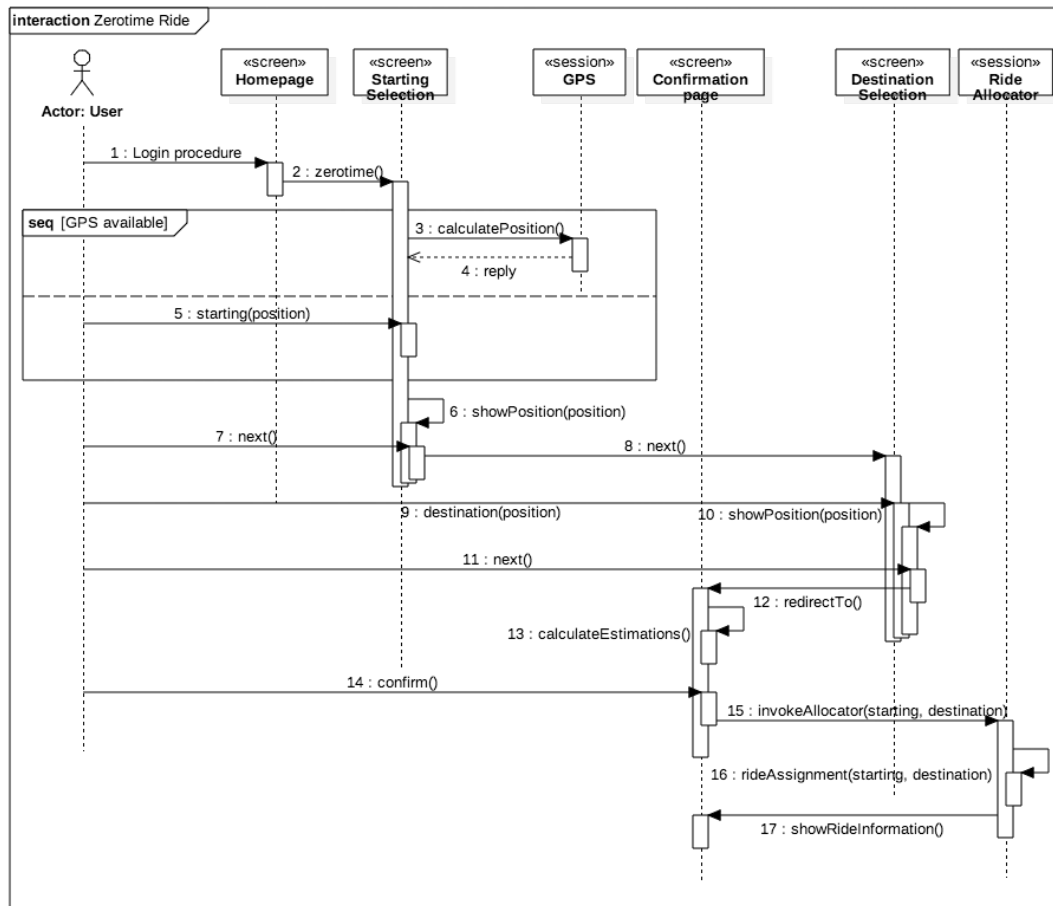 interaction Zerotime Ride
«screen»
Homepage
«screen»
Starting
Selection
«session»
GPS
«screen»
Confirmation
page
«screen»
Destination
Selection
«session»
Ride
Allocator
Actor: User
1 : Login procedure
2 : zerotime()
seq [GPS available]
3 : calculatePosition()
4 : reply
5 : starting(position)
6 : showPosition(position)
7 : next()
8 : next()
9 : destination(position)
10 : showPosition(position)
11 : next()
12 : redirectTo()
13 : calculateEstimations()
14 : confirm()
15 : invokeAllocator(starting, destination)
16 : rideAssignment(starting, destination)
17 : showRideInformation()